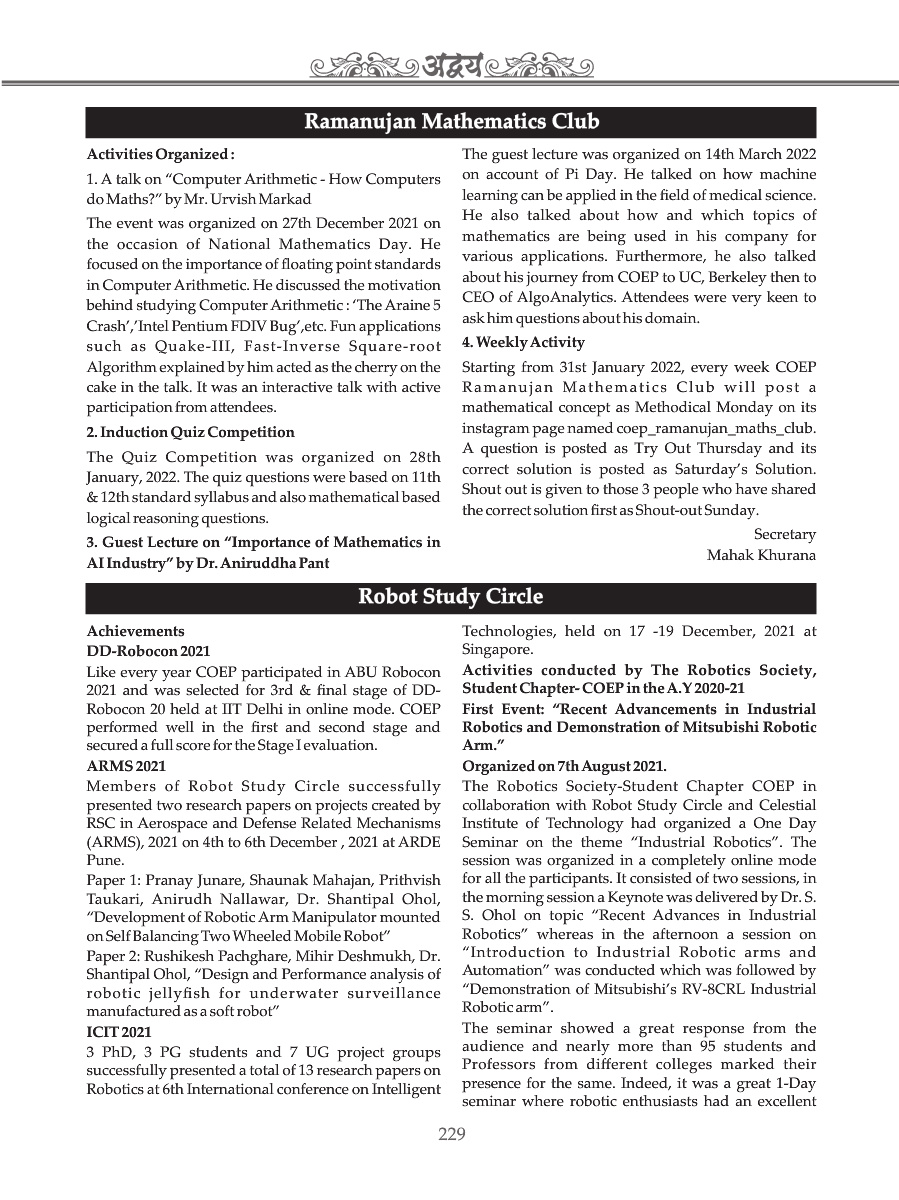 अद्वय
Ramanujan Mathematics Club
Activities Organized :
1. A talk on “Computer Arithmetic - How Computers
do Maths?” by Mr. Urvish Markad
The event was organized on 27th December 2021 on
the occasion of National Mathematics Day. He
focused on the importance of floating point standards
in Computer Arithmetic. He discussed the motivation
behind studying Computer Arithmetic : ‘The Araine 5
Crash’,’Intel Pentium FDIV Bug’,etc. Fun applications
such as Quake-III, Fast-Inverse Square-root
Algorithm explained by him acted as the cherry on the
cake in the talk. It was an interactive talk with active
participation from attendees.
2. Induction Quiz Competition
The Quiz Competition was organized on 28th
January, 2022. The quiz questions were based on 11th
& 12th standard syllabus and also mathematical based
logical reasoning questions.
3. Guest Lecture on “Importance of Mathematics in
AI Industry” by Dr. Aniruddha Pant
The guest lecture was organized on 14th March 2022
on account of Pi Day. He talked on how machine
learning can be applied in the field of medical science.
He also talked about how and which topics of
mathematics are being used in his company for
various applications. Furthermore, he also talked
about his journey from COEP to UC, Berkeley then to
CEO of AlgoAnalytics. Attendees were very keen to
ask him questions about his domain.
4. Weekly Activity
Starting from 31st January 2022, every week COEP
Ramanujan Mathematics Club will post a
mathematical concept as Methodical Monday on its
instagram page named coep_ramanujan_maths_club.
A question is posted as Try Out Thursday and its
correct solution is posted as Saturday’s Solution.
Shout out is given to those 3 people who have shared
the correct solution first as Shout-out Sunday.
Secretary
Mahak Khurana
Robot Study Circle
Achievements
DD-Robocon 2021
Like every year COEP participated in ABU Robocon
2021 and was selected for 3rd & final stage of DD-
Robocon 20 held at IIT Delhi in online mode. COEP
performed well in the first and second stage and
secured a full score for the Stage I evaluation.
ARMS 2021
Members of Robot Study Circle successfully
presented two research papers on projects created by
RSC in Aerospace and Defense Related Mechanisms
(ARMS), 2021 on 4th to 6th December , 2021 at ARDE
Pune.
Paper 1: Pranay Junare, Shaunak Mahajan, Prithvish
Taukari, Anirudh Nallawar, Dr. Shantipal Ohol,
“Development of Robotic Arm Manipulator mounted
on Self Balancing Two Wheeled Mobile Robot”
Paper 2: Rushikesh Pachghare, Mihir Deshmukh, Dr.
Shantipal Ohol, “Design and Performance analysis of
robotic jellyfish for underwater surveillance
manufactured as a soft robot”
ICIT 2021
3 PhD, 3 PG students and 7 UG project groups
successfully presented a total of 13 research papers on
Robotics at 6th International conference on Intelligent
Technologies, held on 17 -19 December, 2021 at
Singapore.
Activities conducted by The Robotics Society,
Student Chapter- COEP in the A.Y 2020-21
First Event: “Recent Advancements in Industrial
Robotics and Demonstration of Mitsubishi Robotic
Arm.”
Organized on 7th August 2021.
The Robotics Society-Student Chapter COEP in
collaboration with Robot Study Circle and Celestial
Institute of Technology had organized a One Day
Seminar on the theme “Industrial Robotics”. The
session was organized in a completely online mode
for all the participants. It consisted of two sessions, in
the morning session a Keynote was delivered by Dr. S.
S. Ohol on topic “Recent Advances in Industrial
Robotics” whereas in the afternoon a session on
“Introduction to Industrial Robotic arms and
Automation” was conducted which was followed by
“Demonstration of Mitsubishi’s RV-8CRL Industrial
Robotic arm”.
The seminar showed a great response from the
audience and nearly more than 95 students and
Professors from different colleges marked their
presence for the same. Indeed, it was a great 1-Day
seminar where robotic enthusiasts had an excellent
229